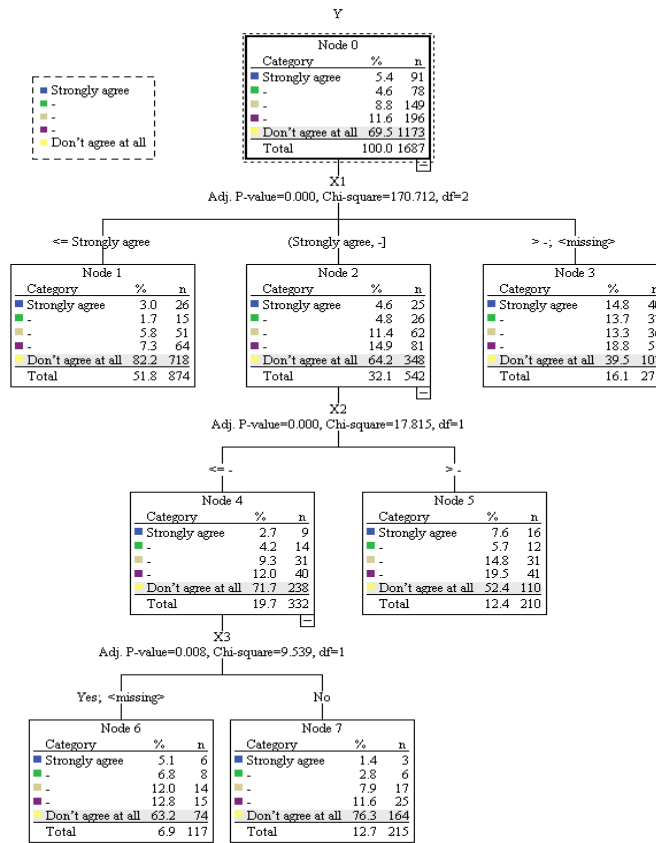 Y
Node 0
Category % n
Strongly agree 5.4 91
- 4.6 78
- 8.8 149
- 11.6 196
Don't agree at all 69.5 1173
Total 100.0 1687
Strongly agree
-
-
-
Don't agree at all
X1
Adj. P-value=0.000, Chi-square=170.712, df=2
<= Strongly agree
(Strongly agree, -]
> -; <missing>
Node 1
Category % n
Strongly agree 3.0 26
- 1.7 15
- 5.8 51
- 7.3 64
Don't agree at all 82.2 718
Total 51.8 874
Node 2
Category % n
Strongly agree 4.6 25
- 4.8 26
- 11.4 62
- 14.9 81
Don't agree at all 64.2 348
Total 32.1 542
Node 3
Category %
Strongly agree 14.8
- 13.7
- 13.3
- 18.8
Don't agree at all 39.5
Total 16.1
X2
Adj. P-value=0.000, Chi-square=17.815, df=1
<= -
> -
Node 4
Category % n
Strongly agree 2.7 9
- 4.2 14
- 9.3 31
- 12.0 40
Don't agree at all 71.7 238
Total 19.7 332
Node 5
Category % n
Strongly agree 7.6 16
- 5.7 12
- 14.8 31
- 19.5 41
Don't agree at all 52.4 110
Total 12.4 210
X3
Adj. P-value=0.008, Chi-square=9.539, df=1
Yes; <missing>
No
Node 6
Category % n
Strongly agree 5.1 6
- 6.8 8
- 12.0 14
- 12.8 15
Don't agree at all 63.2 74
Total 6.9 117
Node 7
Category % n
Strongly agree 1.4 3
- 2.8 6
- 7.9 17
- 11.6 25
Don't agree at all 76.3 164
Total 12.7 215